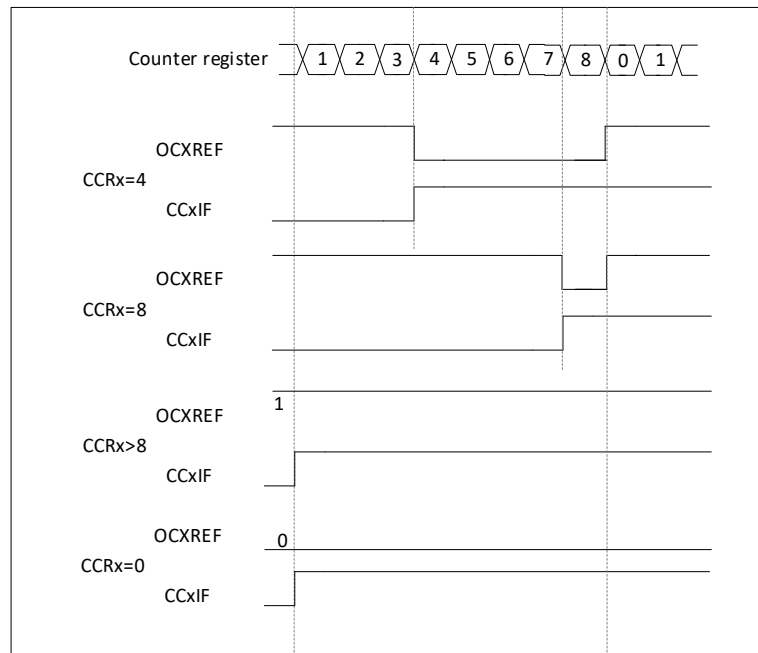 Counter register 1 2 3 4 5 6 7 8 0 1
OCXREF
CCRx=4
CCxIF
OCXREF
CCRx=8
CCxIF
1
OCXREF
CCRx>8
CCxIF
OCXREF 0
CCRx=0
CCxIF